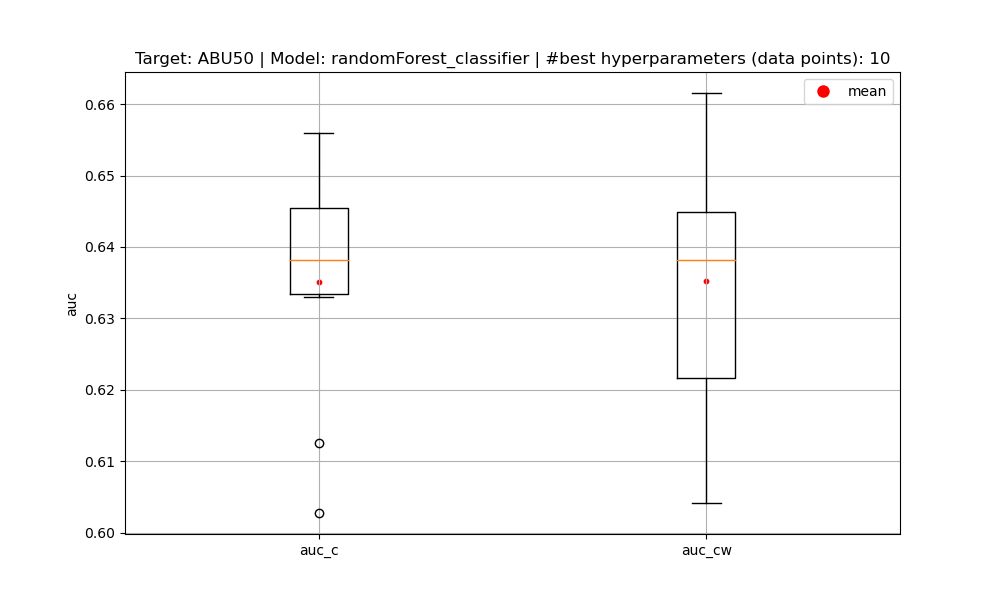 Target: ABU50 | Model: randomForest_classifier | #best hyperparameters (data points): 10
mean
0.66
0.65
0.64
0.63
0.62
0.61
0.60
auc
auc_c
auc_cw